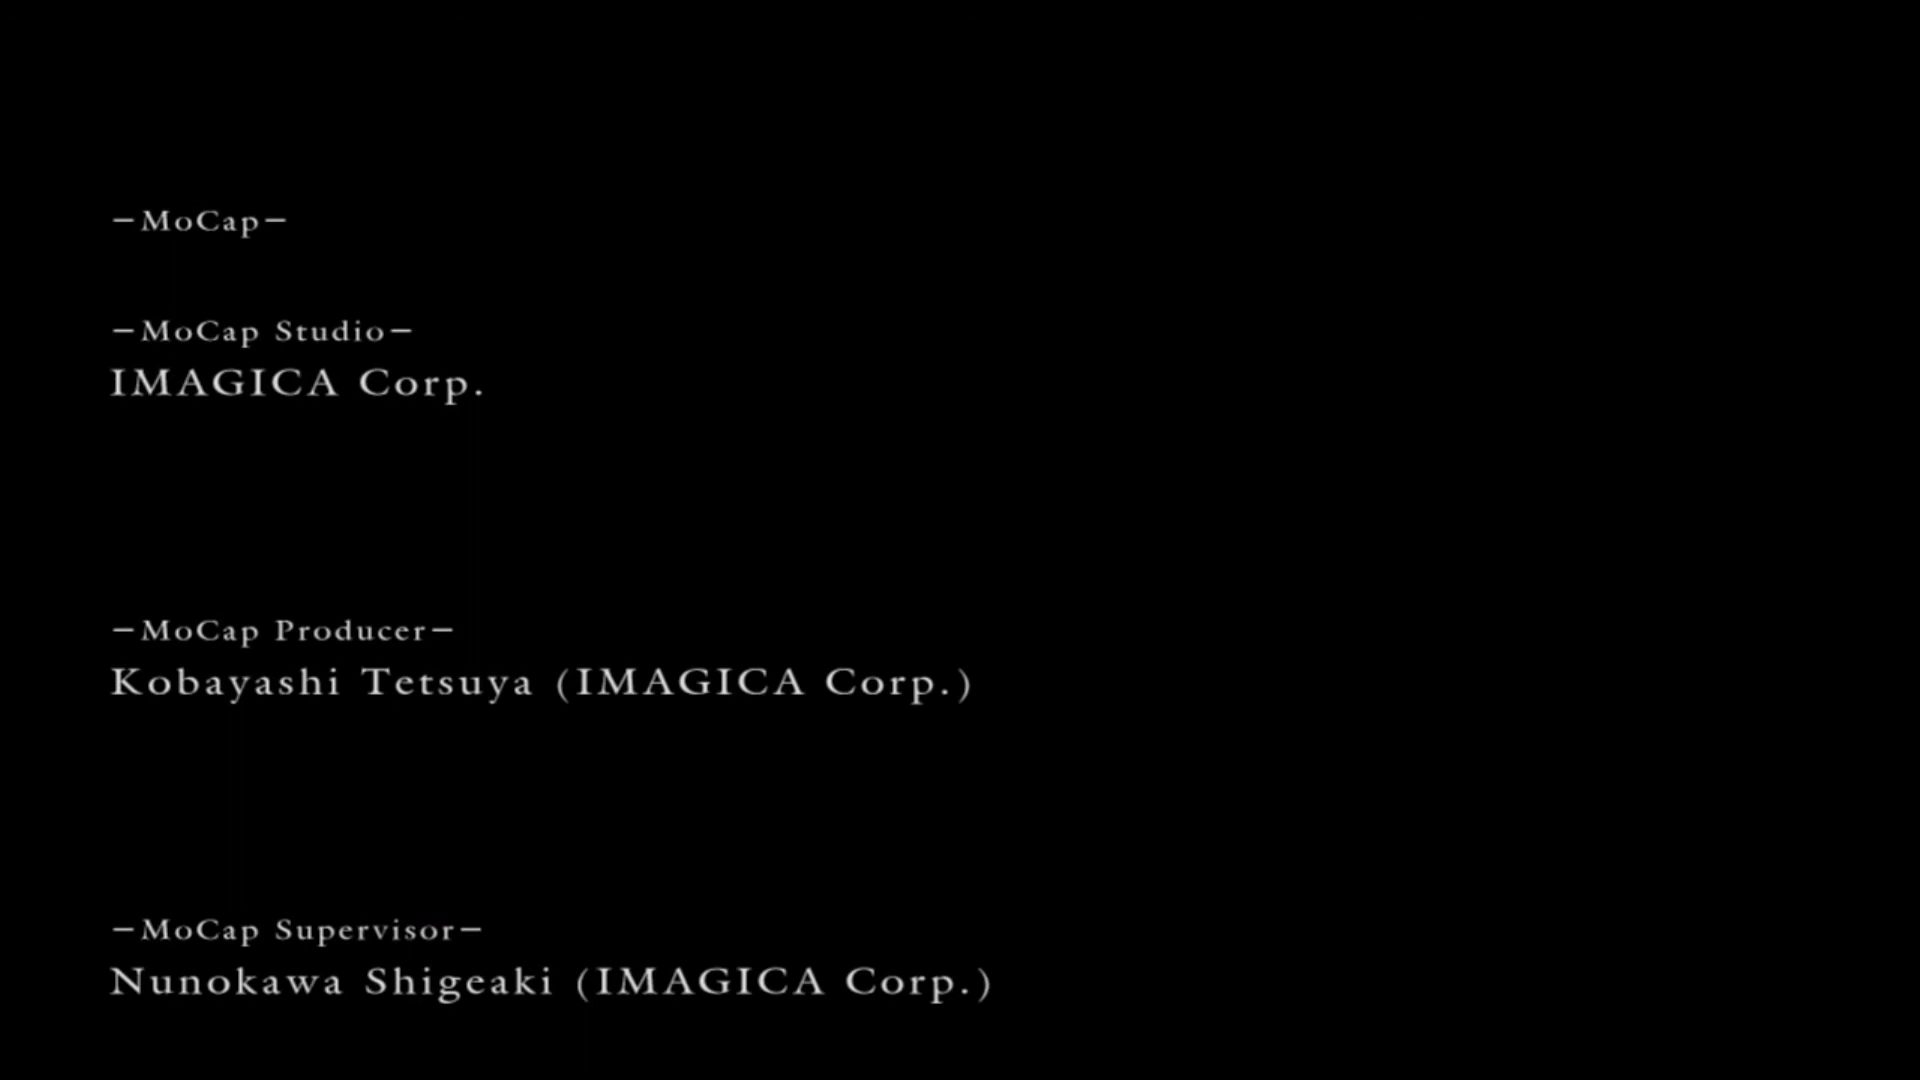 －MoCap－
－MoCap Studio－
IMAGICA Corp.
－MoCap Producer－
Kobayashi Tetsuya (IMAGICA Corp.)
－MoCap Supervisor－
Nunokawa Shigeaki (IMAGICA Corp.)